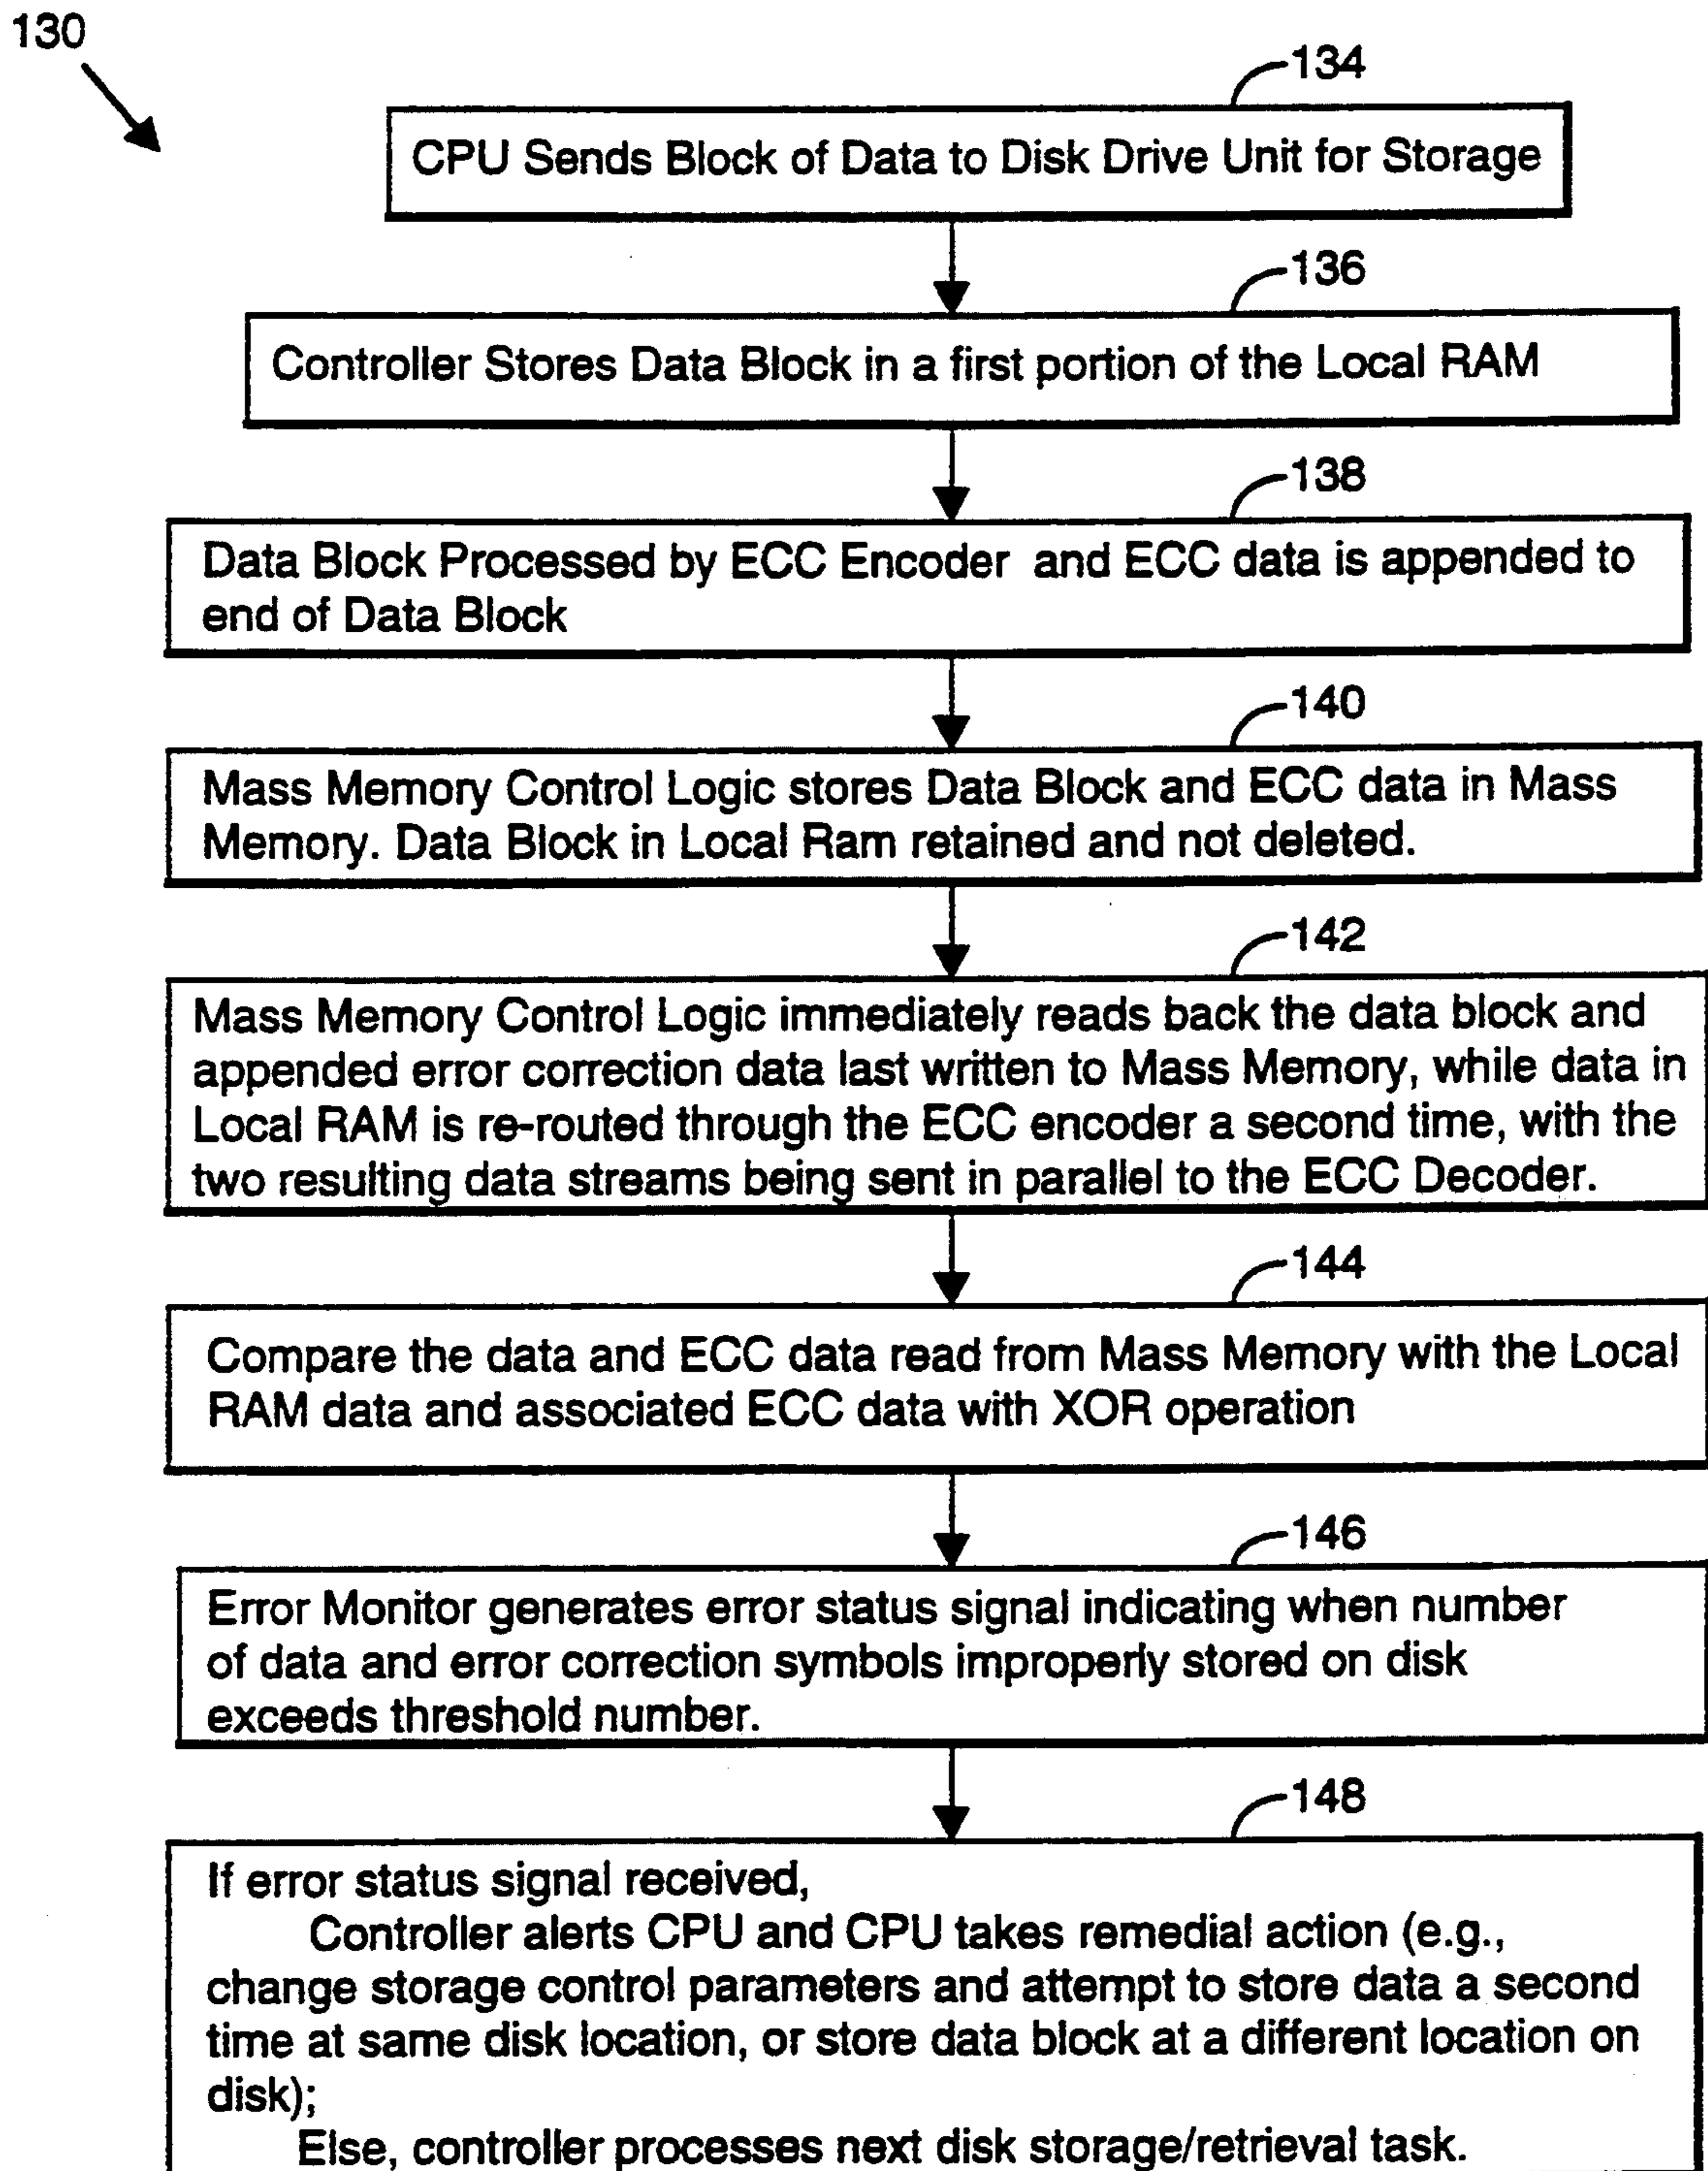 130
134
CPU Sends Block of Data to Disk Drive Unit for Storage
136
Controller Stores Data Block in a first portion of the Local RAM
138
Data Block Processed by ECC Encoder and ECC data is appended to
end of Data Block
140
Mass Memory Control Logic stores Data Block and ECC data in Mass
Memory. Data Block in Local Ram retained and not deleted.
142
Mass Memory Control Logic immediately reads back the data block and
appended error correction data last written to Mass Memory, while data in
Local RAM is re-routed through the ECC encoder a second time, with the
two resulting data streams being sent in parallel to the ECC Decoder.
144
Compare the data and ECC data read from Mass Memory with the Local
RAM data and associated ECC data with XOR operation
146
Error Monitor generates error status signal indicating when number
of data and error correction symbols improperly stored on disk
exceeds threshold number.
148
If error status signal received,
Controller alerts CPU and CPU takes remedial action (e.g.,
change storage control parameters and attempt to store data a second
time at same disk location, or store data block at a different location on
disk);
Else, controller processes next disk storage/retrieval task.